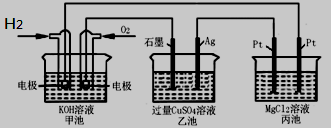 H2
O2
石墨
Ag
Pt
Pt
电极
电极
KOH溶液
过量CuSO4溶液
MgCl2溶液
甲池
乙池
丙池